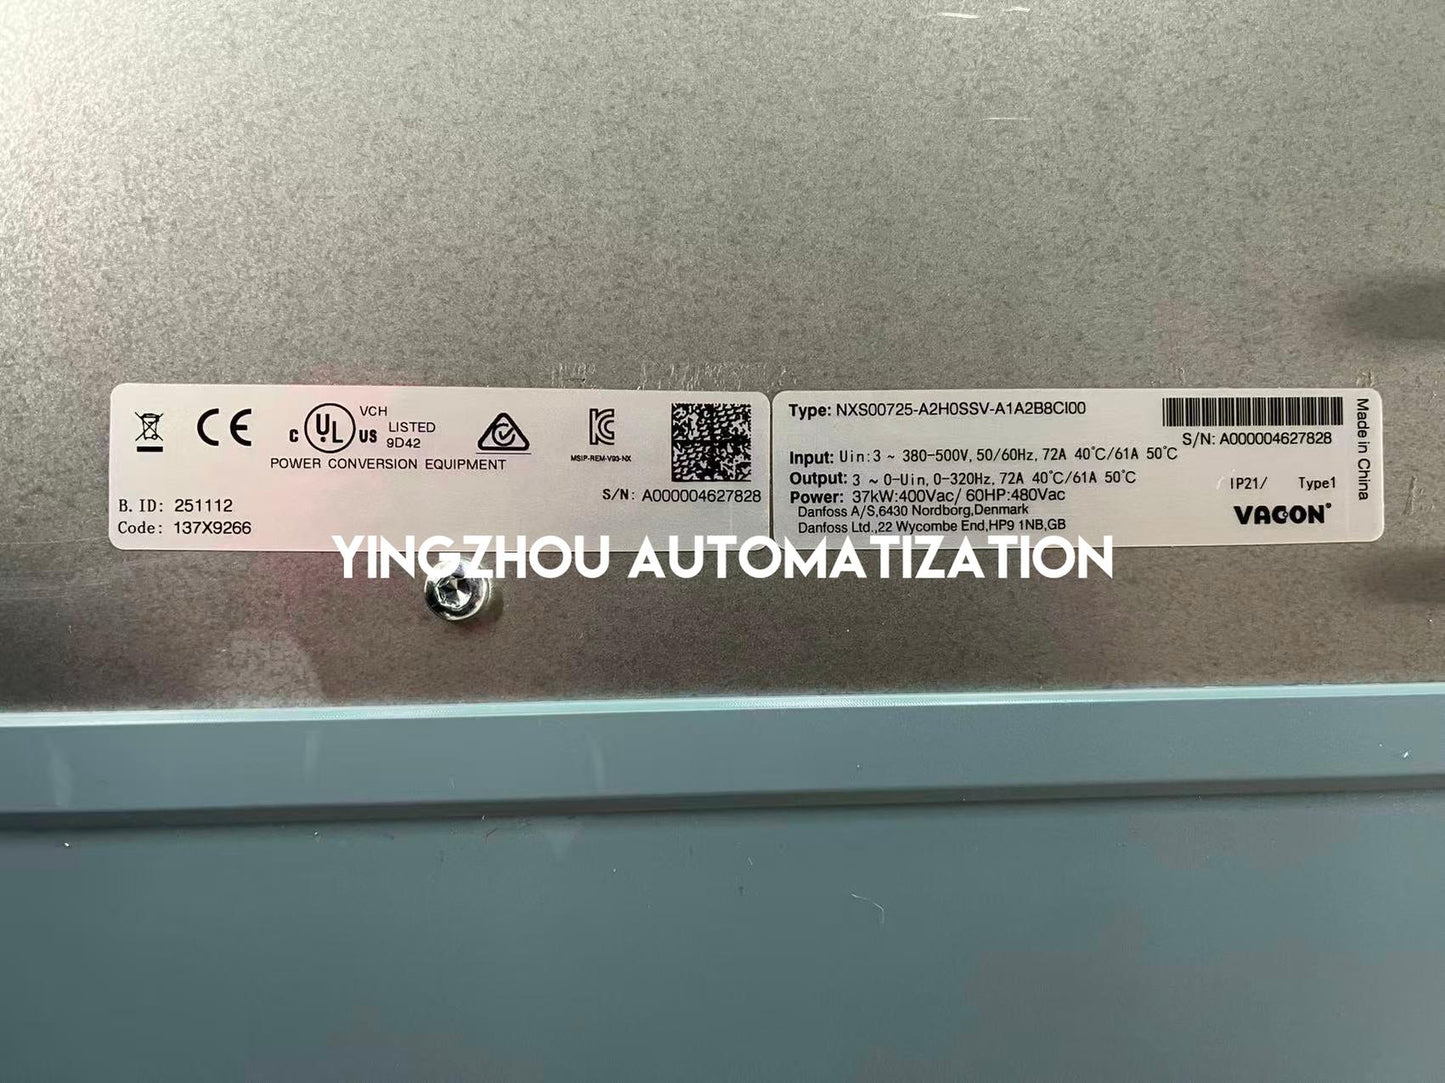 c UL US
VCH
LISTED
9D42
POWER CONVERSION EQUIPMENT
MSIP-REM-V93-NX
S/N: A000004627828
B. ID: 251112
Code: 137X9266
Type: NXS00725-A2H0SSV-A1A2B8CI00
S/N: A000004627828
Input: Uin:3 ~ 380-500V, 50/60Hz, 72A 40℃/61A 50℃
Output: 3 ~ 0-Uin, 0-320Hz, 72A 40℃/61A 50℃
Power: 37kW:400Vac/ 60HP:480Vac
IP21/ Type1
Danfoss A/S,6430 Nordborg,Denmark
Danfoss Ltd.,22 Wycombe End,HP9 1NB,GB
VACON®
Made in China
YINGZHOU AUTOMATIZATION